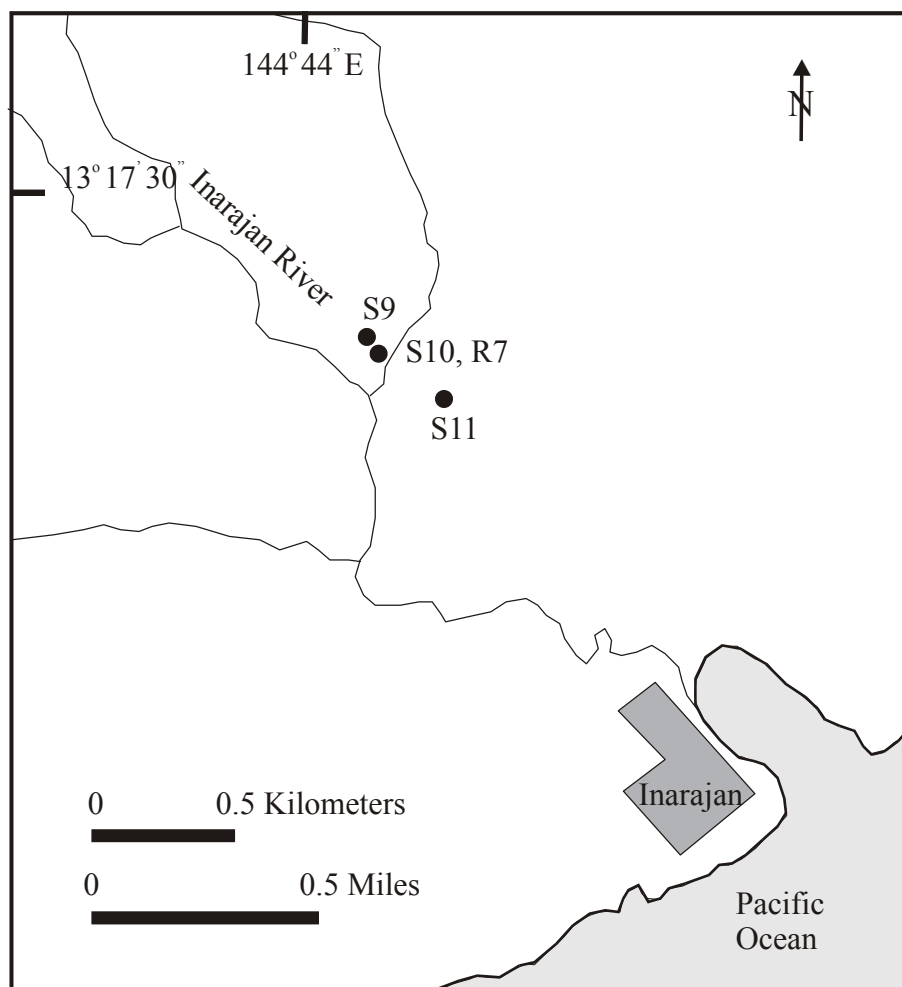 144° 44” E
N
13° 17’ 30” Inarajan River
S9
S10, R7
S11
0 0.5 Kilometers
Inarajan
0 0.5 Miles
Pacific
Ocean